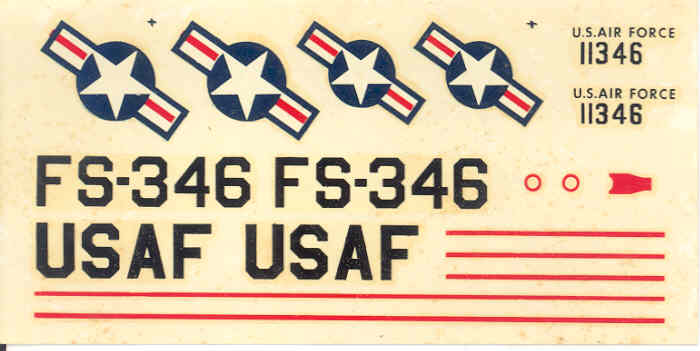 U.S.AIR FORCE
11346
U.S.AIR FORCE
11346
FS-346 FS-346
USAF USAF